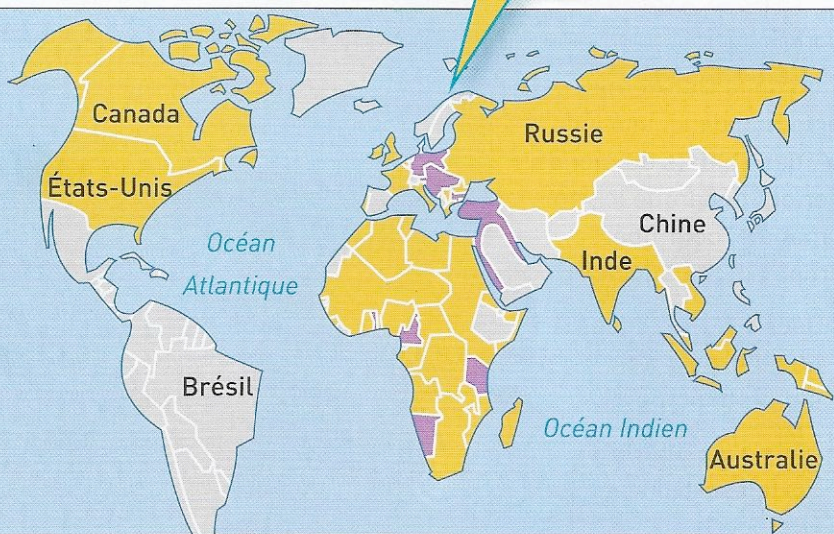 Canada
Russie
États-Unis
Chine
Océan
Atlantique
Inde
Brésil
Océan Indien
Australie